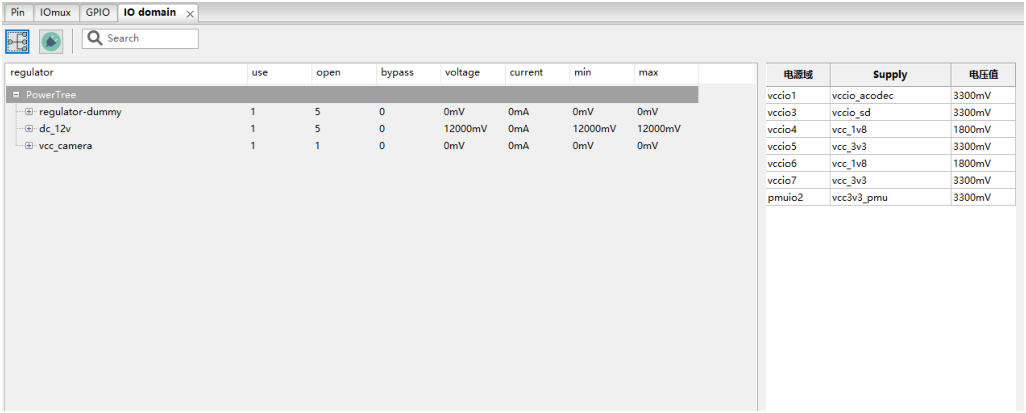 Pin IOmux GPIO IO domain
Search
regulator use open bypass voltage current min max
PowerTree
regulator-dummy 1 5 0 0mV 0mA 0mV 0mV
dc_12v 1 5 0 12000mV 0mA 12000mV 12000mV
vcc_camera 1 1 0 0mV 0mA 0mV 0mV
电源域 Supply 电压值
vccio1 vccio_acodec 3300mV
vccio3 vccio_sd 3300mV
vccio4 vcc_1v8 1800mV
vccio5 vcc_3v3 3300mV
vccio6 vcc_1v8 1800mV
vccio7 vcc_3v3 3300mV
pmuio2 vcc3v3_pmu 3300mV